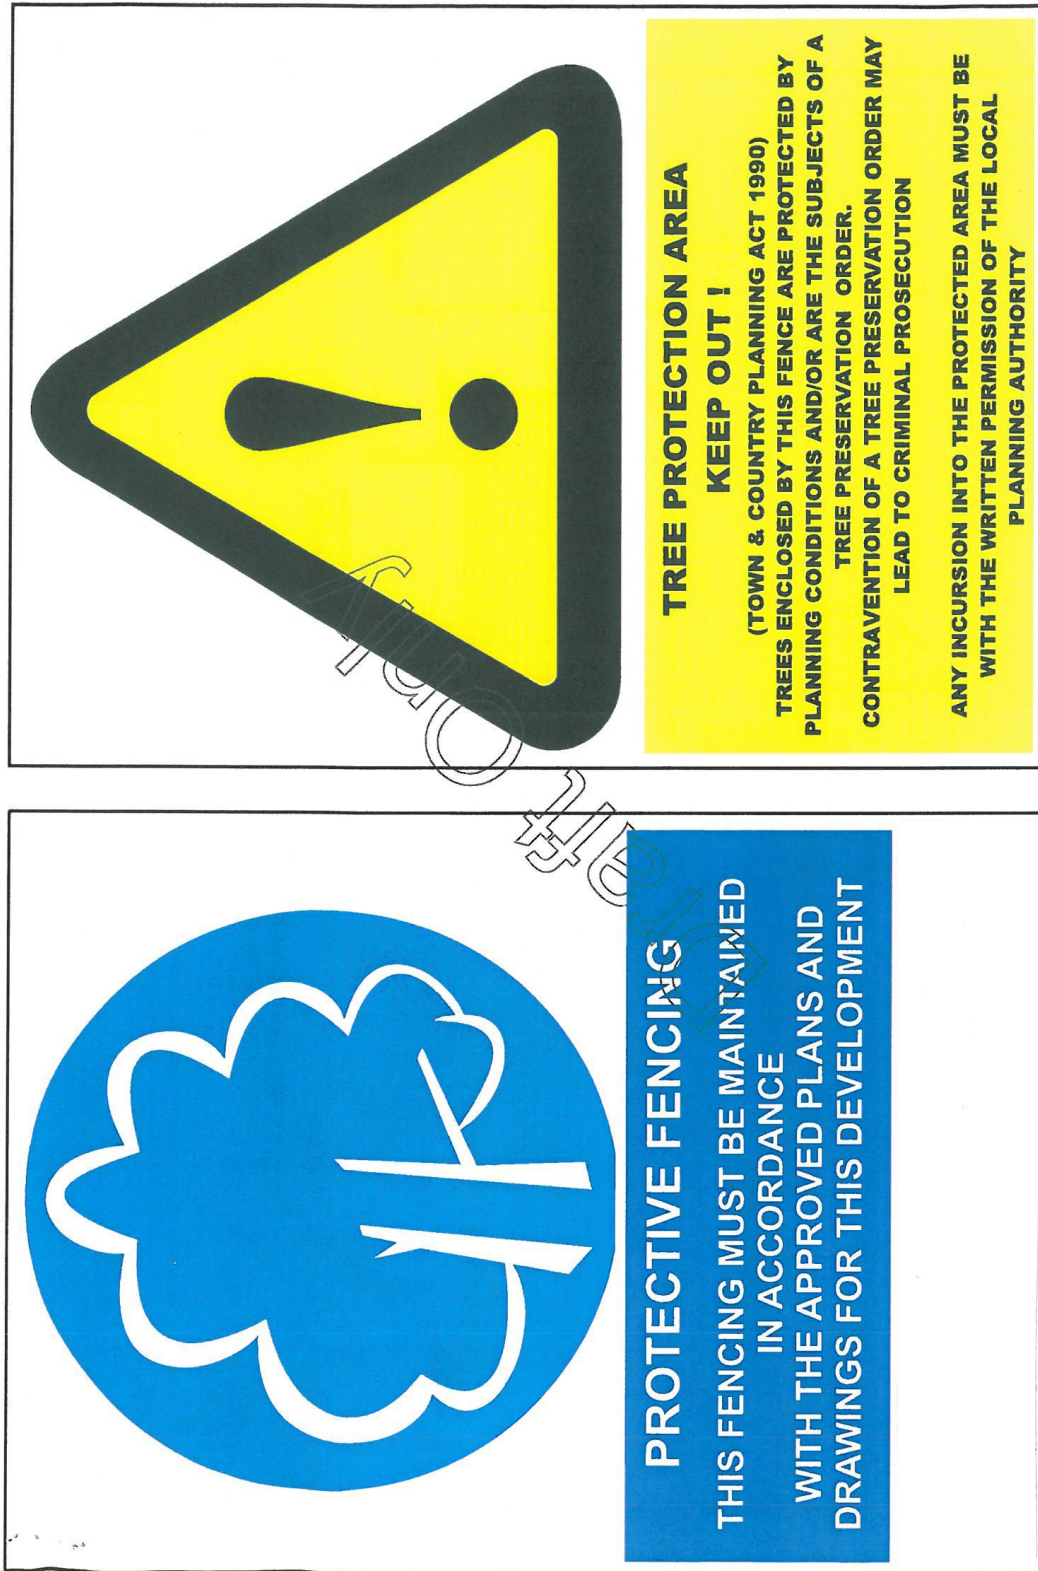 PROTECTIVE FENCING
THIS FENCING MUST BE MAINTAINED
IN ACCORDANCE
WITH THE APPROVED PLANS AND
DRAWINGS FOR THIS DEVELOPMENT
TREE PROTECTION AREA
KEEP OUT !
(TOWN & COUNTRY PLANNING ACT 1990)
TREES ENCLOSED BY THIS FENCE ARE PROTECTED BY
PLANNING CONDITIONS AND/OR ARE THE SUBJECTS OF A
TREE PRESERVATION ORDER.
CONTRAVENTION OF A TREE PRESERVATION ORDER MAY
LEAD TO CRIMINAL PROSECUTION
ANY INCURSION INTO THE PROTECTED AREA MUST BE
WITH THE WRITTEN PERMISSION OF THE LOCAL
PLANNING AUTHORITY
Draft Only